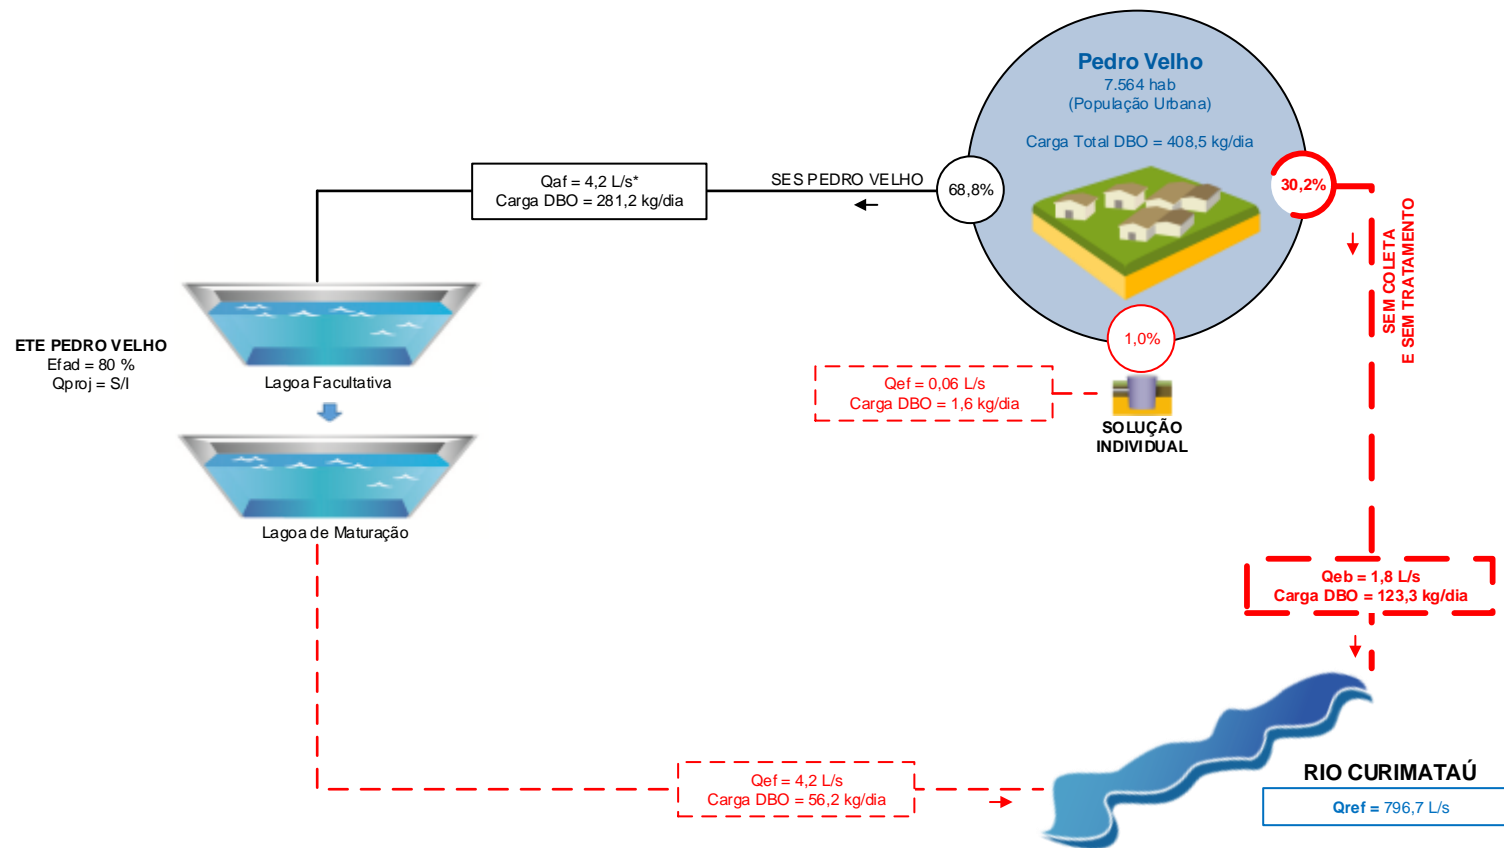 Pedro Velho
7.564 hab
(População Urbana)
Carga Total DBO = 408,5 kg/dia
68,8%
30,2%
1,0%
SES PEDRO VELHO
Qaf = 4,2 L/s*
Carga DBO = 281,2 kg/dia
SEM COLETA
E SEM TRATAMENTO
ETE PEDRO VELHO
Efad = 80 %
Qproj = S/I
Lagoa Facultativa
Lagoa de Maturação
Qef = 0,06 L/s
Carga DBO = 1,6 kg/dia
SOLUÇÃO
INDIVIDUAL
Qeb = 1,8 L/s
Carga DBO = 123,3 kg/dia
Qef = 4,2 L/s
Carga DBO = 56,2 kg/dia
RIO CURIMATAÚ
Qref = 796,7 L/s